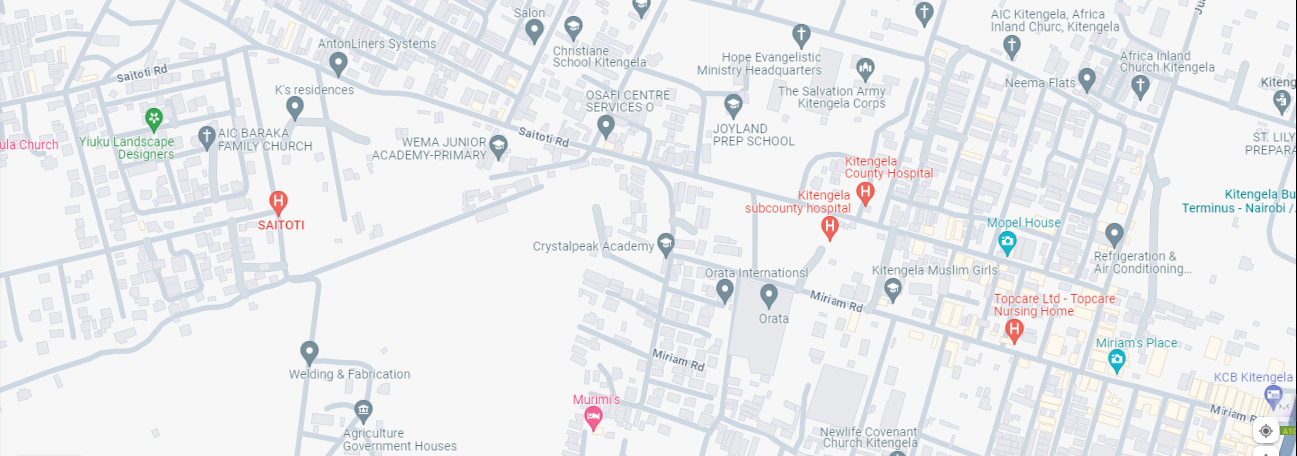 Salon
AIC Kitengela, Africa
Inland Churc, Kitengela
AntonLiners Systems
Christiane
School Kitengela
Hope Evangelistic
Ministry Headquarters
Africa Inland
Church Kitengela
Saitoti Rd
Neema Flats
Kiteng
K's residences
OSAFI CENTRE
SERVICES O
The Salvation Army
Kitengela Corps
JOYLAND
PREP SCHOOL
Saitoti Rd
AIC BARAKA
FAMILY CHURCH
ula Church
Yiuku Landscape
Designers
WEMA JUNIOR
ACADEMY-PRIMARY
ST. LILY
PREPARA
Kitengela
County Hospital
Kitengela
subcounty hospital
Kitengela Bu
Terminus - Nairobi /
H
SAITOTI
H
H
Mopel House
Crystalpeak Academy
Refrigeration &
Air Conditioning...
Orata Internationsl
Kitengela Muslim Girls
Miriam Rd
Topcare Ltd - Topcare
Nursing Home
H
Orata
Miriam's Place
Miriam Rd
Welding & Fabrication
KCB Kitengela
Murimi's
Miriam Rd
Agriculture
Government Houses
Newlife Covenant
Church Kitengela